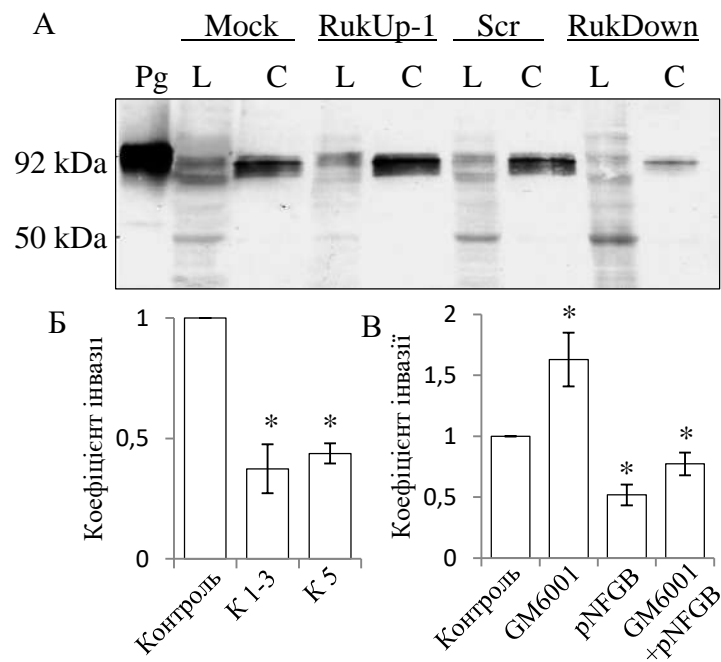 А
Mock RukUp-1 Scr RukDown
Pg L C L C L C L C
92 kDa
50 kDa
Б
Коефіцієнт інвазії
1
0,5
0
* *
Контроль
К 1-3
К 5
В
Коефіцієнт інвазії
2
1,5
1
0,5
0
* * *
Контроль
GM6001
pNFGB
GM6001
+pNFGB